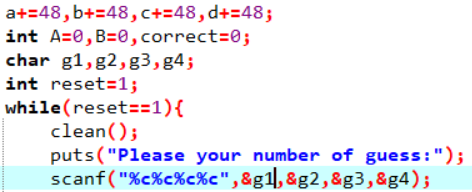 a+=48,b+=48,c+=48,d+=48;
int A=0,B=0,correct=0;
char g1,g2,g3,g4;
int reset=1;
while(reset==1){
    clean();
    puts("Please your number of guess:");
    scanf("%c%c%c%c",&g1,&g2,&g3,&g4);